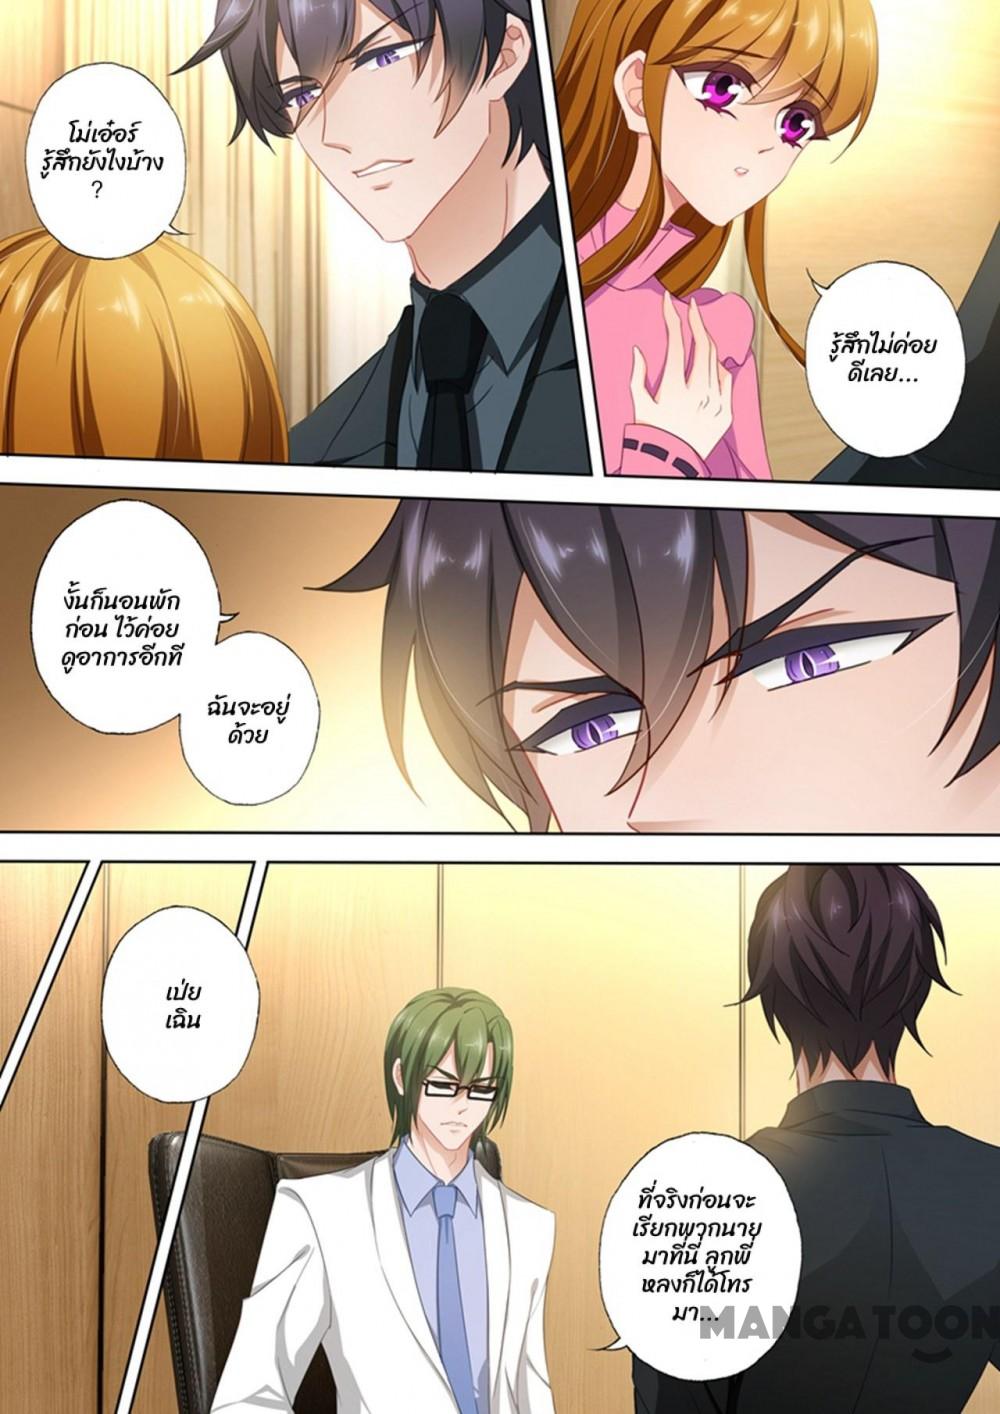 โม่เอ๋อร์
รู้สึกยังไงบ้าง
?
รู้สึกไม่ค่อย
ดีเลย...
งั้นก็นอนพัก
ก่อน ไว้ค่อย
ดูอาการอีกที
ฉันจะอยู่
ด้วย
เป่ย
เฉิน
ที่จริงก่อนจะ
เรียกพวกนาย
มาที่นี่ ลูกพี่
หลงก็ได้โทร
มา...
MANGATOON